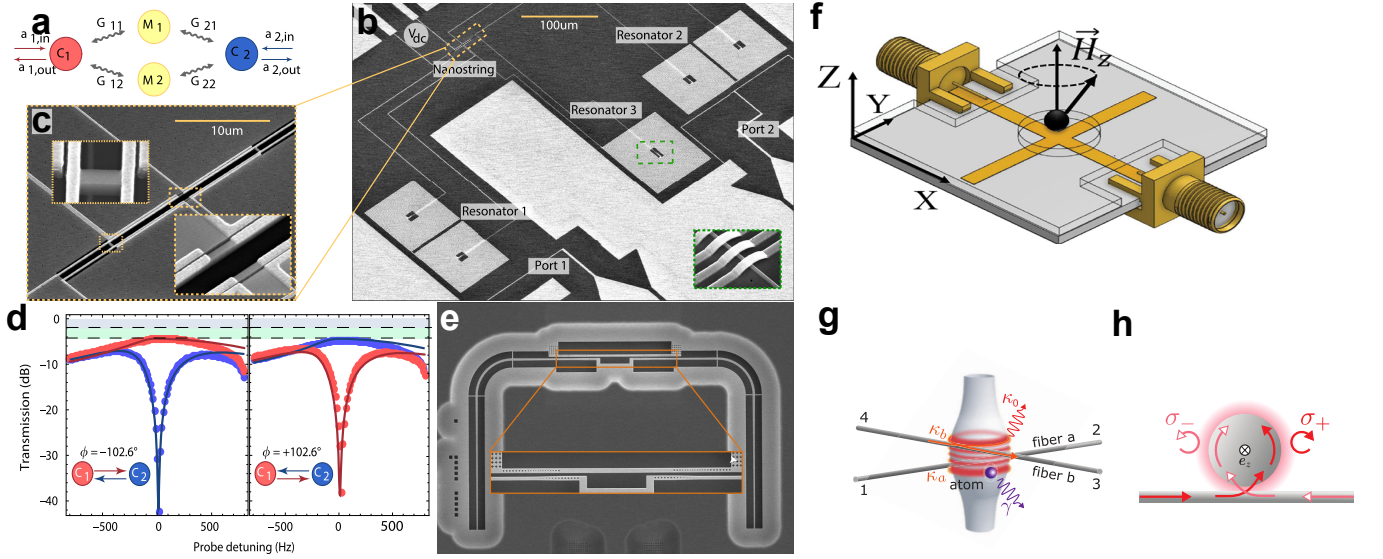 a
a 1,in
a 1,out
C1
G 11
G 12
M 1
M 2
G 21
G 22
C 2
a 2,in
a 2,out
b
Vdc
Nanostring
100um
Resonator 2
Resonator 3
Port 2
Resonator 1
Port 1
c
10um
d
Transmission (dB)
0
−10
−20
−30
−40
ϕ = −102.6°
C1
C2
ϕ = +102.6°
C1
C2
−500 0 500
−500 0 500
Probe detuning (Hz)
e
f
Z
Y
X
H⃗z
g
4
1
2
3
κb
κa
κ0
fiber a
fiber b
atom
γ
h
σ−
σ+
ez